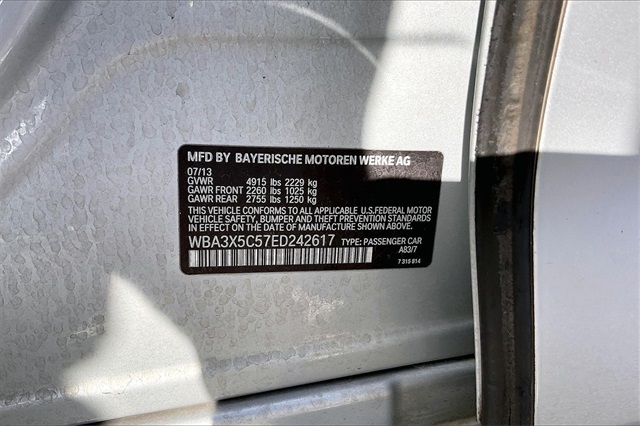 MFD BY BAYERISCHE MOTOREN WERKE AG
07/13
GVWR 4915 lbs 2229 kg
GAWR FRONT 2260 lbs 1025 kg
GAWR REAR 2755 lbs 1250 kg
THIS VEHICLE CONFORMS TO ALL APPLICABLE U.S.FEDERAL MOTOR
VEHICLE SAFETY, BUMPER, AND THEFT PREVENTION STANDARDS
IN EFFECT ON THE DATE OF MANUFACTURE SHOWN ABOVE.
WBA3X5C57ED242617 TYPE: PASSENGER CAR
A83/7
7 315 814